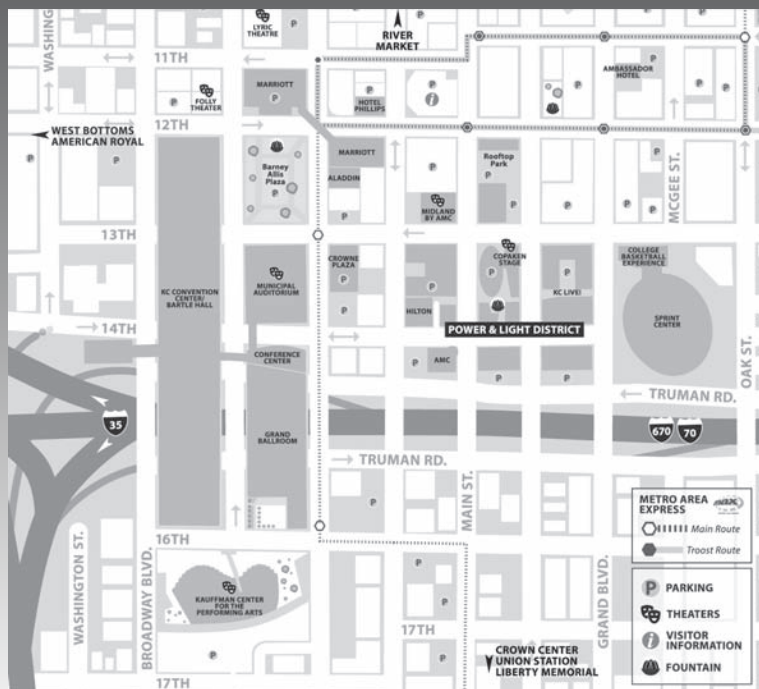 LYRIC
THEATRE
P
P
RIVER
MARKET
WASHING
11TH
MARRIOTT
P
P
FOLLY
THEATER
P
HOTEL
PHILLIPS
P
i
P
P
AMBASSADOR
HOTEL
P
P
12TH
WEST BOTTOMS
AMERICAN ROYAL
P
P
Barney
Allis
Plaza
P
MARRIOTT
ALADDIN
P
P
MIDLAND
BY AMC
Rooftop
Park
P
P
P
P
P
P
MCGEE ST.
13TH
KC CONVENTION
CENTER/
BARTLE HALL
MUNICIPAL
AUDITORIUM
CROWNE
PLAZA
P
P
P
HILTON
COPAKEN
STAGE
P
P
KC LIVE!
COLLEGE
BASKETBALL
EXPERIENCE
SPRINT
CENTER
14TH
POWER & LIGHT DISTRICT
CONFERENCE
CENTER
P
AMC
P
P
OAK ST.
TRUMAN RD.
35
GRAND
BALLROOM
670
70
TRUMAN RD.
P
MAIN ST.
METRO AREA
EXPRESS
max
Main Route
Troost Route
16TH
WASHINGTON ST.
BROADWAY BLVD.
KAUFFMAN CENTER
FOR THE
PERFORMING ARTS
P
P
GRAND BLVD.
P PARKING
THEATERS
i VISITOR
INFORMATION
FOUNTAIN
17TH
P
P
CROWN CENTER
UNION STATION
LIBERTY MEMORIAL
17TH